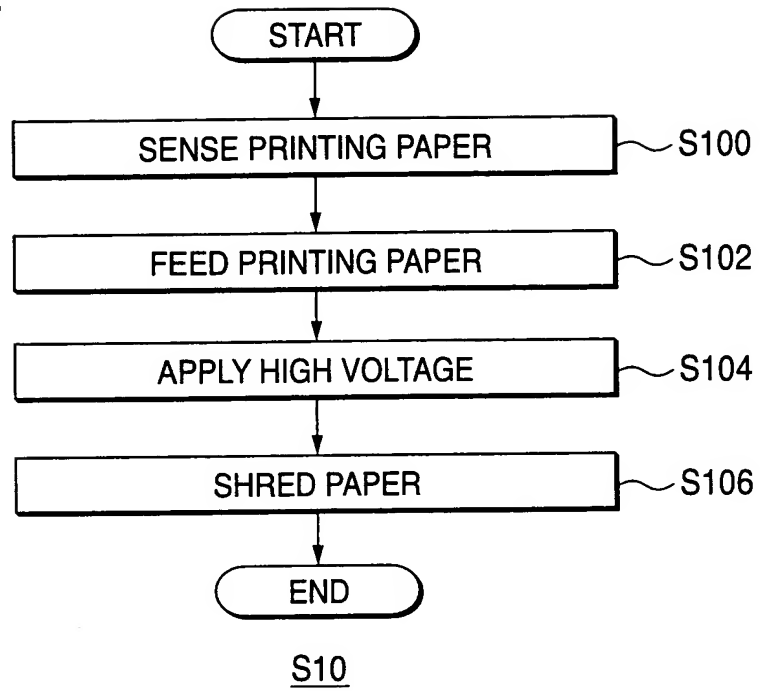 START
SENSE PRINTING PAPER
S100
FEED PRINTING PAPER
S102
APPLY HIGH VOLTAGE
S104
SHRED PAPER
S106
END
S10